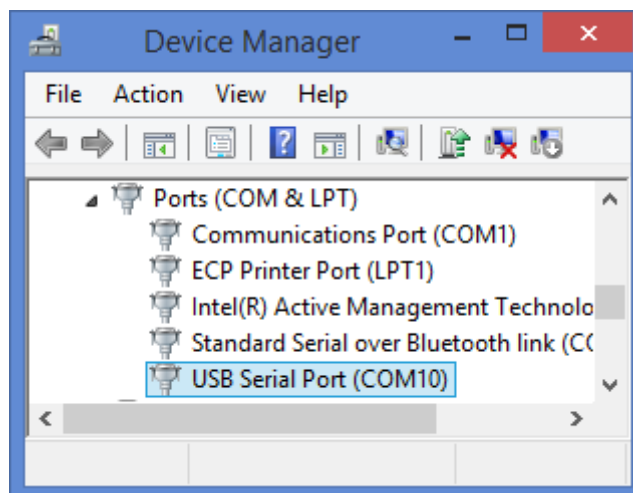 Device Manager
File Action View Help
Ports (COM & LPT)
Communications Port (COM1)
ECP Printer Port (LPT1)
Intel(R) Active Management Technolo
Standard Serial over Bluetooth link (CO
USB Serial Port (COM10)